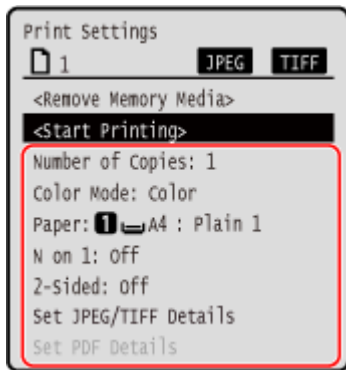 Print Settings
1 JPEG TIFF
<Remove Memory Media>
<Start Printing>
Number of Copies: 1
Color Mode: Color
Paper: 1 A4 : Plain 1
N on 1: Off
2-Sided: Off
Set JPEG/TIFF Details
Set PDF Details